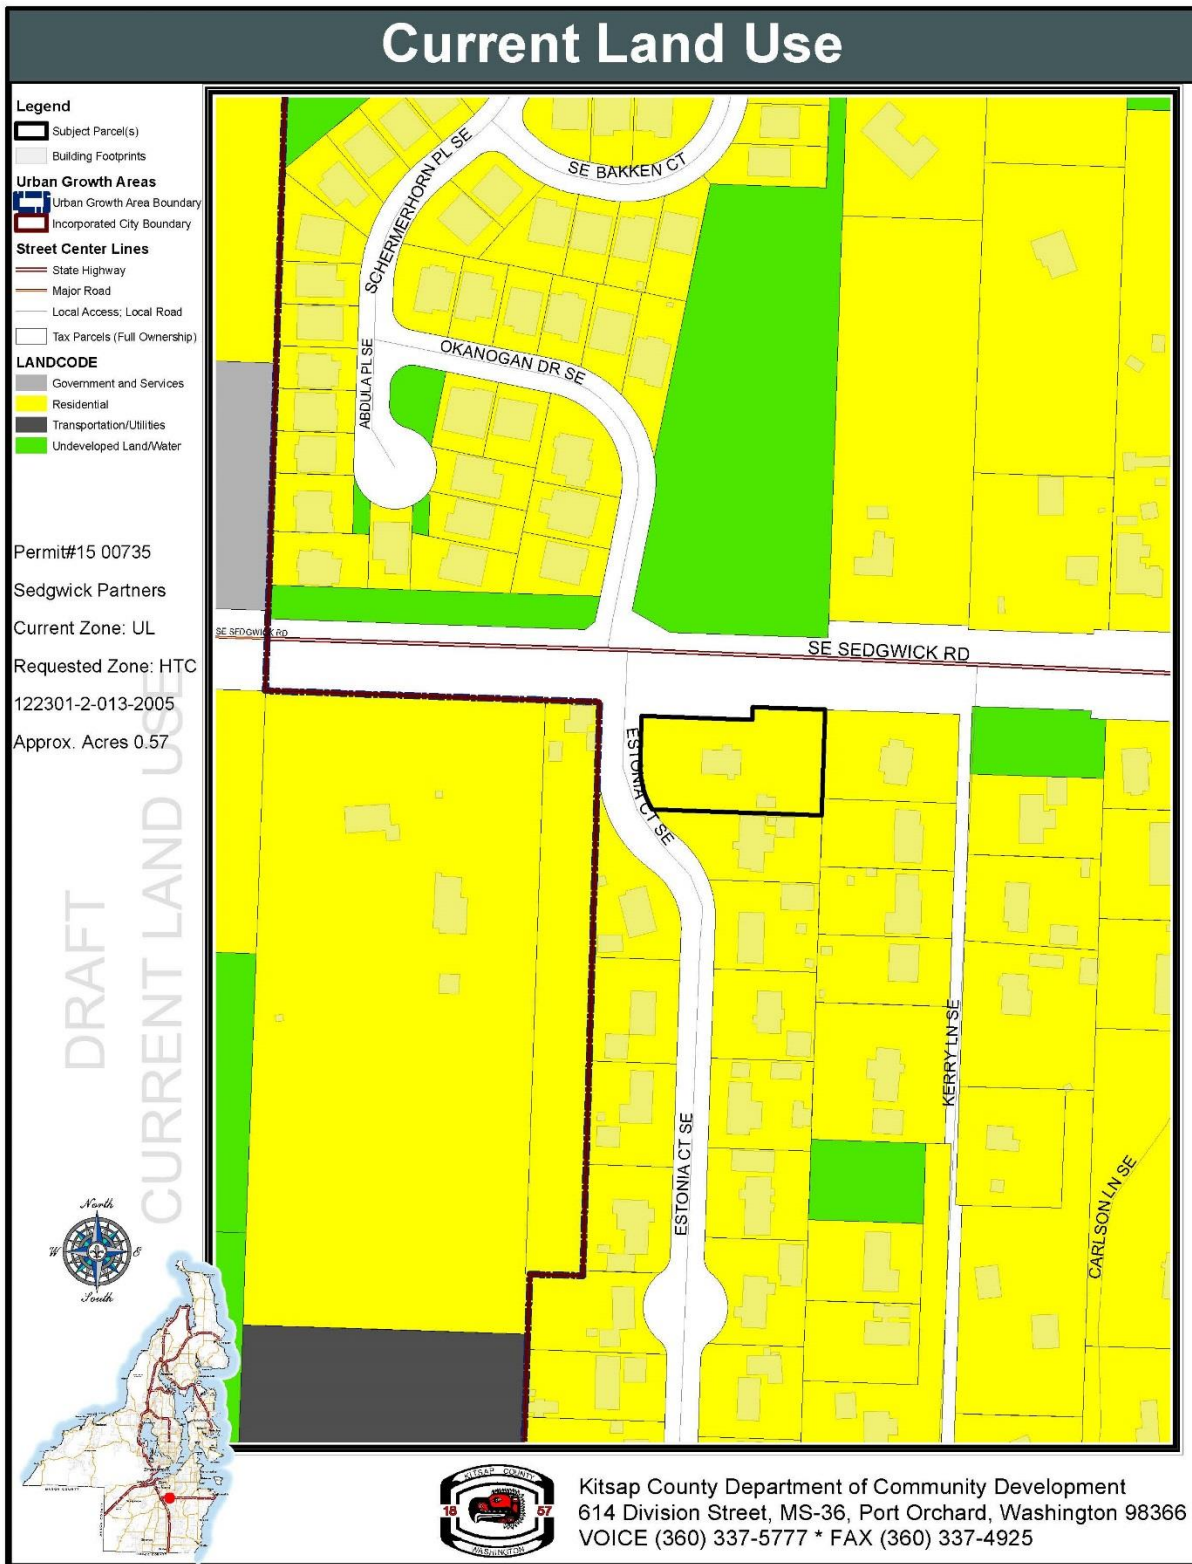 Current Land Use
Legend
Subject Parcel(s)
Building Footprints
Urban Growth Areas
Urban Growth Area Boundary
Incorporated City Boundary
Street Center Lines
State Highway
Major Road
Local Access; Local Road
Tax Parcels (Full Ownership)
LANDCODE
Government and Services
Residential
Transportation/Utilities
Undeveloped Land/Water
Permit#15 00735
Sedgwick Partners
Current Zone: UL
Requested Zone: HTC
122301-2-013-2005
Approx. Acres 0.57
DRAFT
CURRENT LAND USE
North
W
E
South
SCHERMERHORN PL SE
SE BAKKEN CT
OKANOGAN DR SE
ABDULA PL SE
SE SEDGWICK RD
SE SEDGWICK RD
ESTONIA CT SE
KERRY LN SE
ESTONIA CT SE
CARLSON LN SE
KITSAP COUNTY
18 57
WASHINGTON
Kitsap County Department of Community Development
614 Division Street, MS-36, Port Orchard, Washington 98366
VOICE (360) 337-5777 * FAX (360) 337-4925